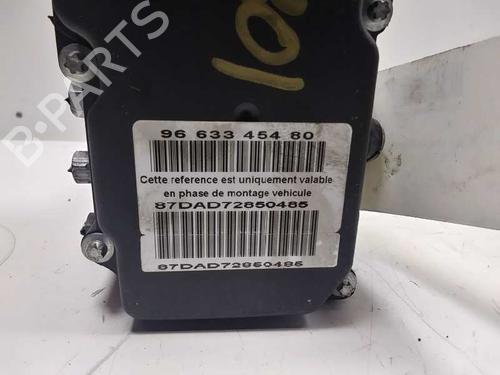 96 633 454 80
Cette reference est uniquement valable
en phase de montage vehicule
87DAD72850485
87DAD72850485
B-PARTS